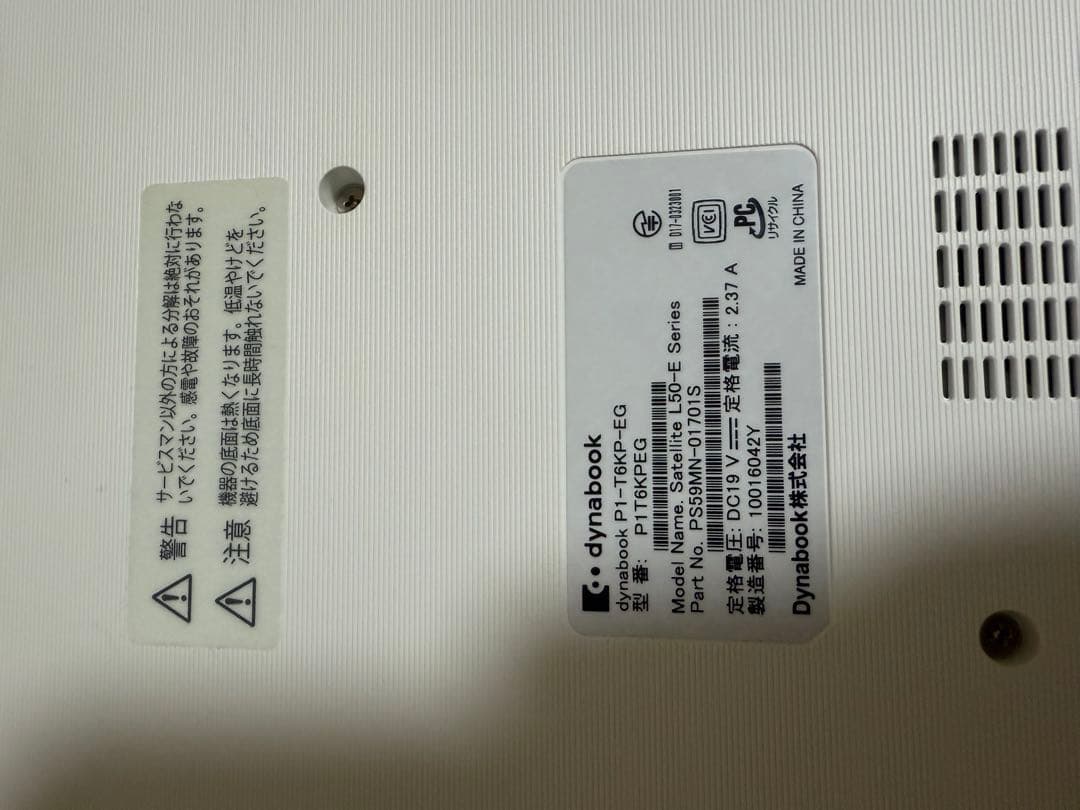 警告 サービスマン以外の方による分解は絶対に行わな
いでください。感電や故障のおそれがあります。
注意 機器の底面は熱くなります。低温やけどを
避けるため底面に長時間触れないでください。
dynabook
dynabook P1-T6KP-EG
型 番: P1T6KPEG
Model Name. Satellite L50-E Series
Part No. PS59MN-01701S
定格電圧: DC19 V 定格電流: 2.37 A
製造番号: 10016042Y
Dynabook株式会社
D17-0323001
VCCI
PC
リサイクル
MADE IN CHINA